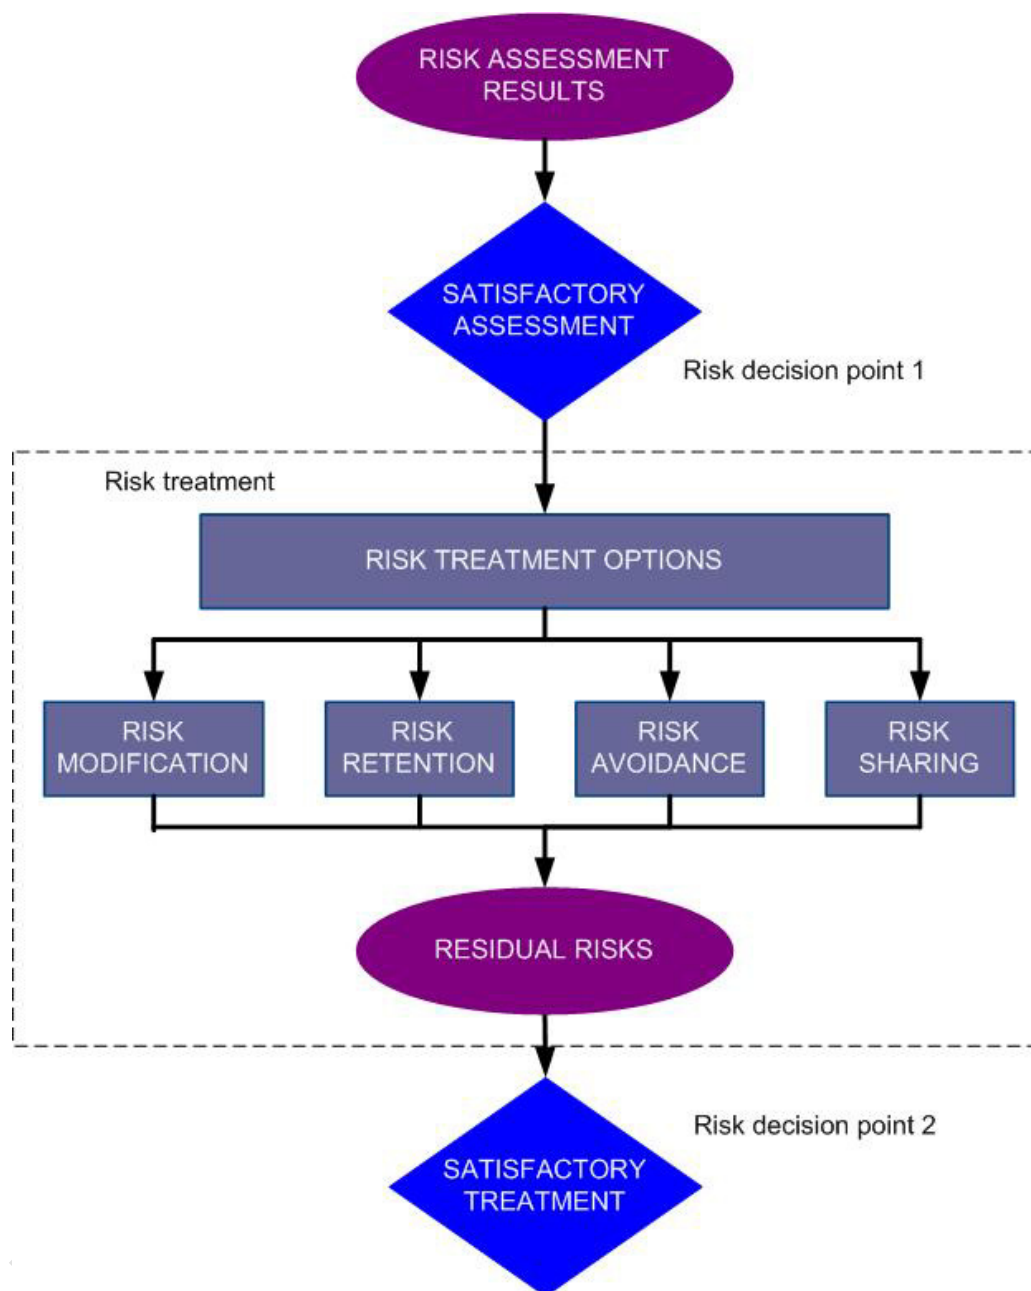 RISK ASSESSMENT
RESULTS
SATISFACTORY
ASSESSMENT
Risk decision point 1
Risk treatment
RISK TREATMENT OPTIONS
RISK
MODIFICATION
RISK
RETENTION
RISK
AVOIDANCE
RISK
SHARING
RESIDUAL RISKS
Risk decision point 2
SATISFACTORY
TREATMENT